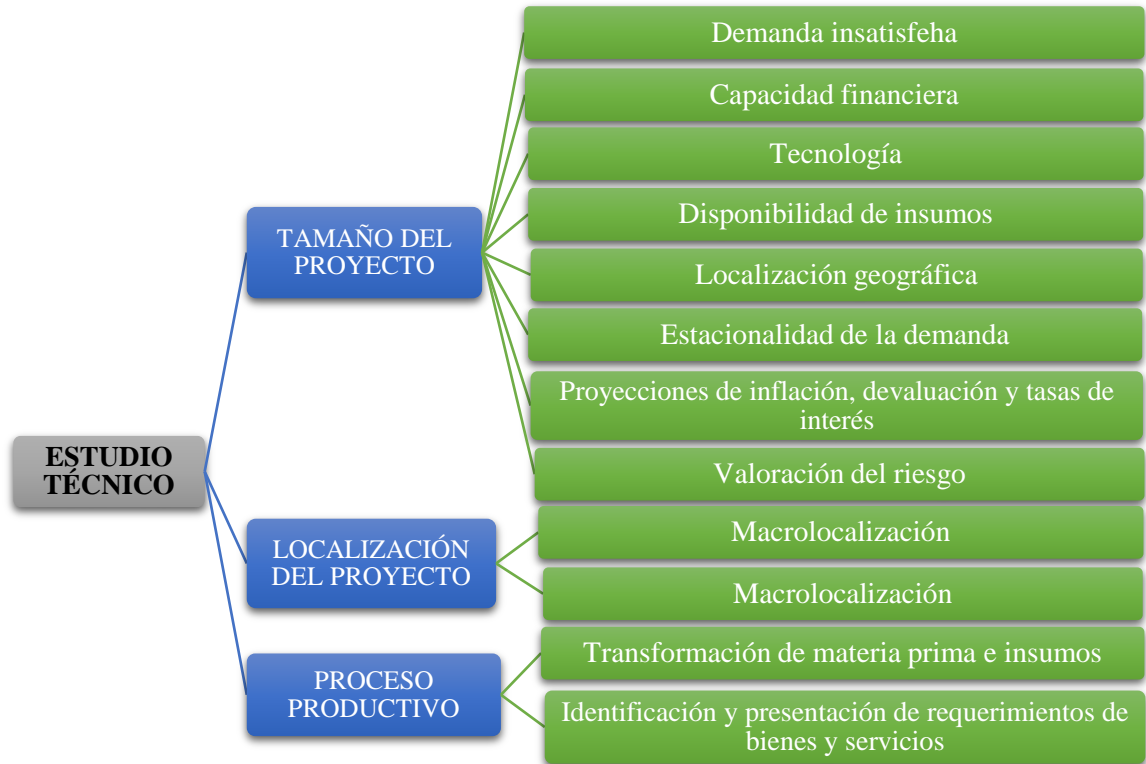 ESTUDIO
TÉCNICO
TAMAÑO DEL
PROYECTO
Demanda insatisfeha
Capacidad financiera
Tecnología
Disponibilidad de insumos
Localización geográfica
Estacionalidad de la demanda
Proyecciones de inflación, devaluación y tasas de
interés
Valoración del riesgo
LOCALIZACIÓN
DEL PROYECTO
Macrolocalización
Macrolocalización
PROCESO
PRODUCTIVO
Transformación de materia prima e insumos
Identificación y presentación de requerimientos de
bienes y servicios